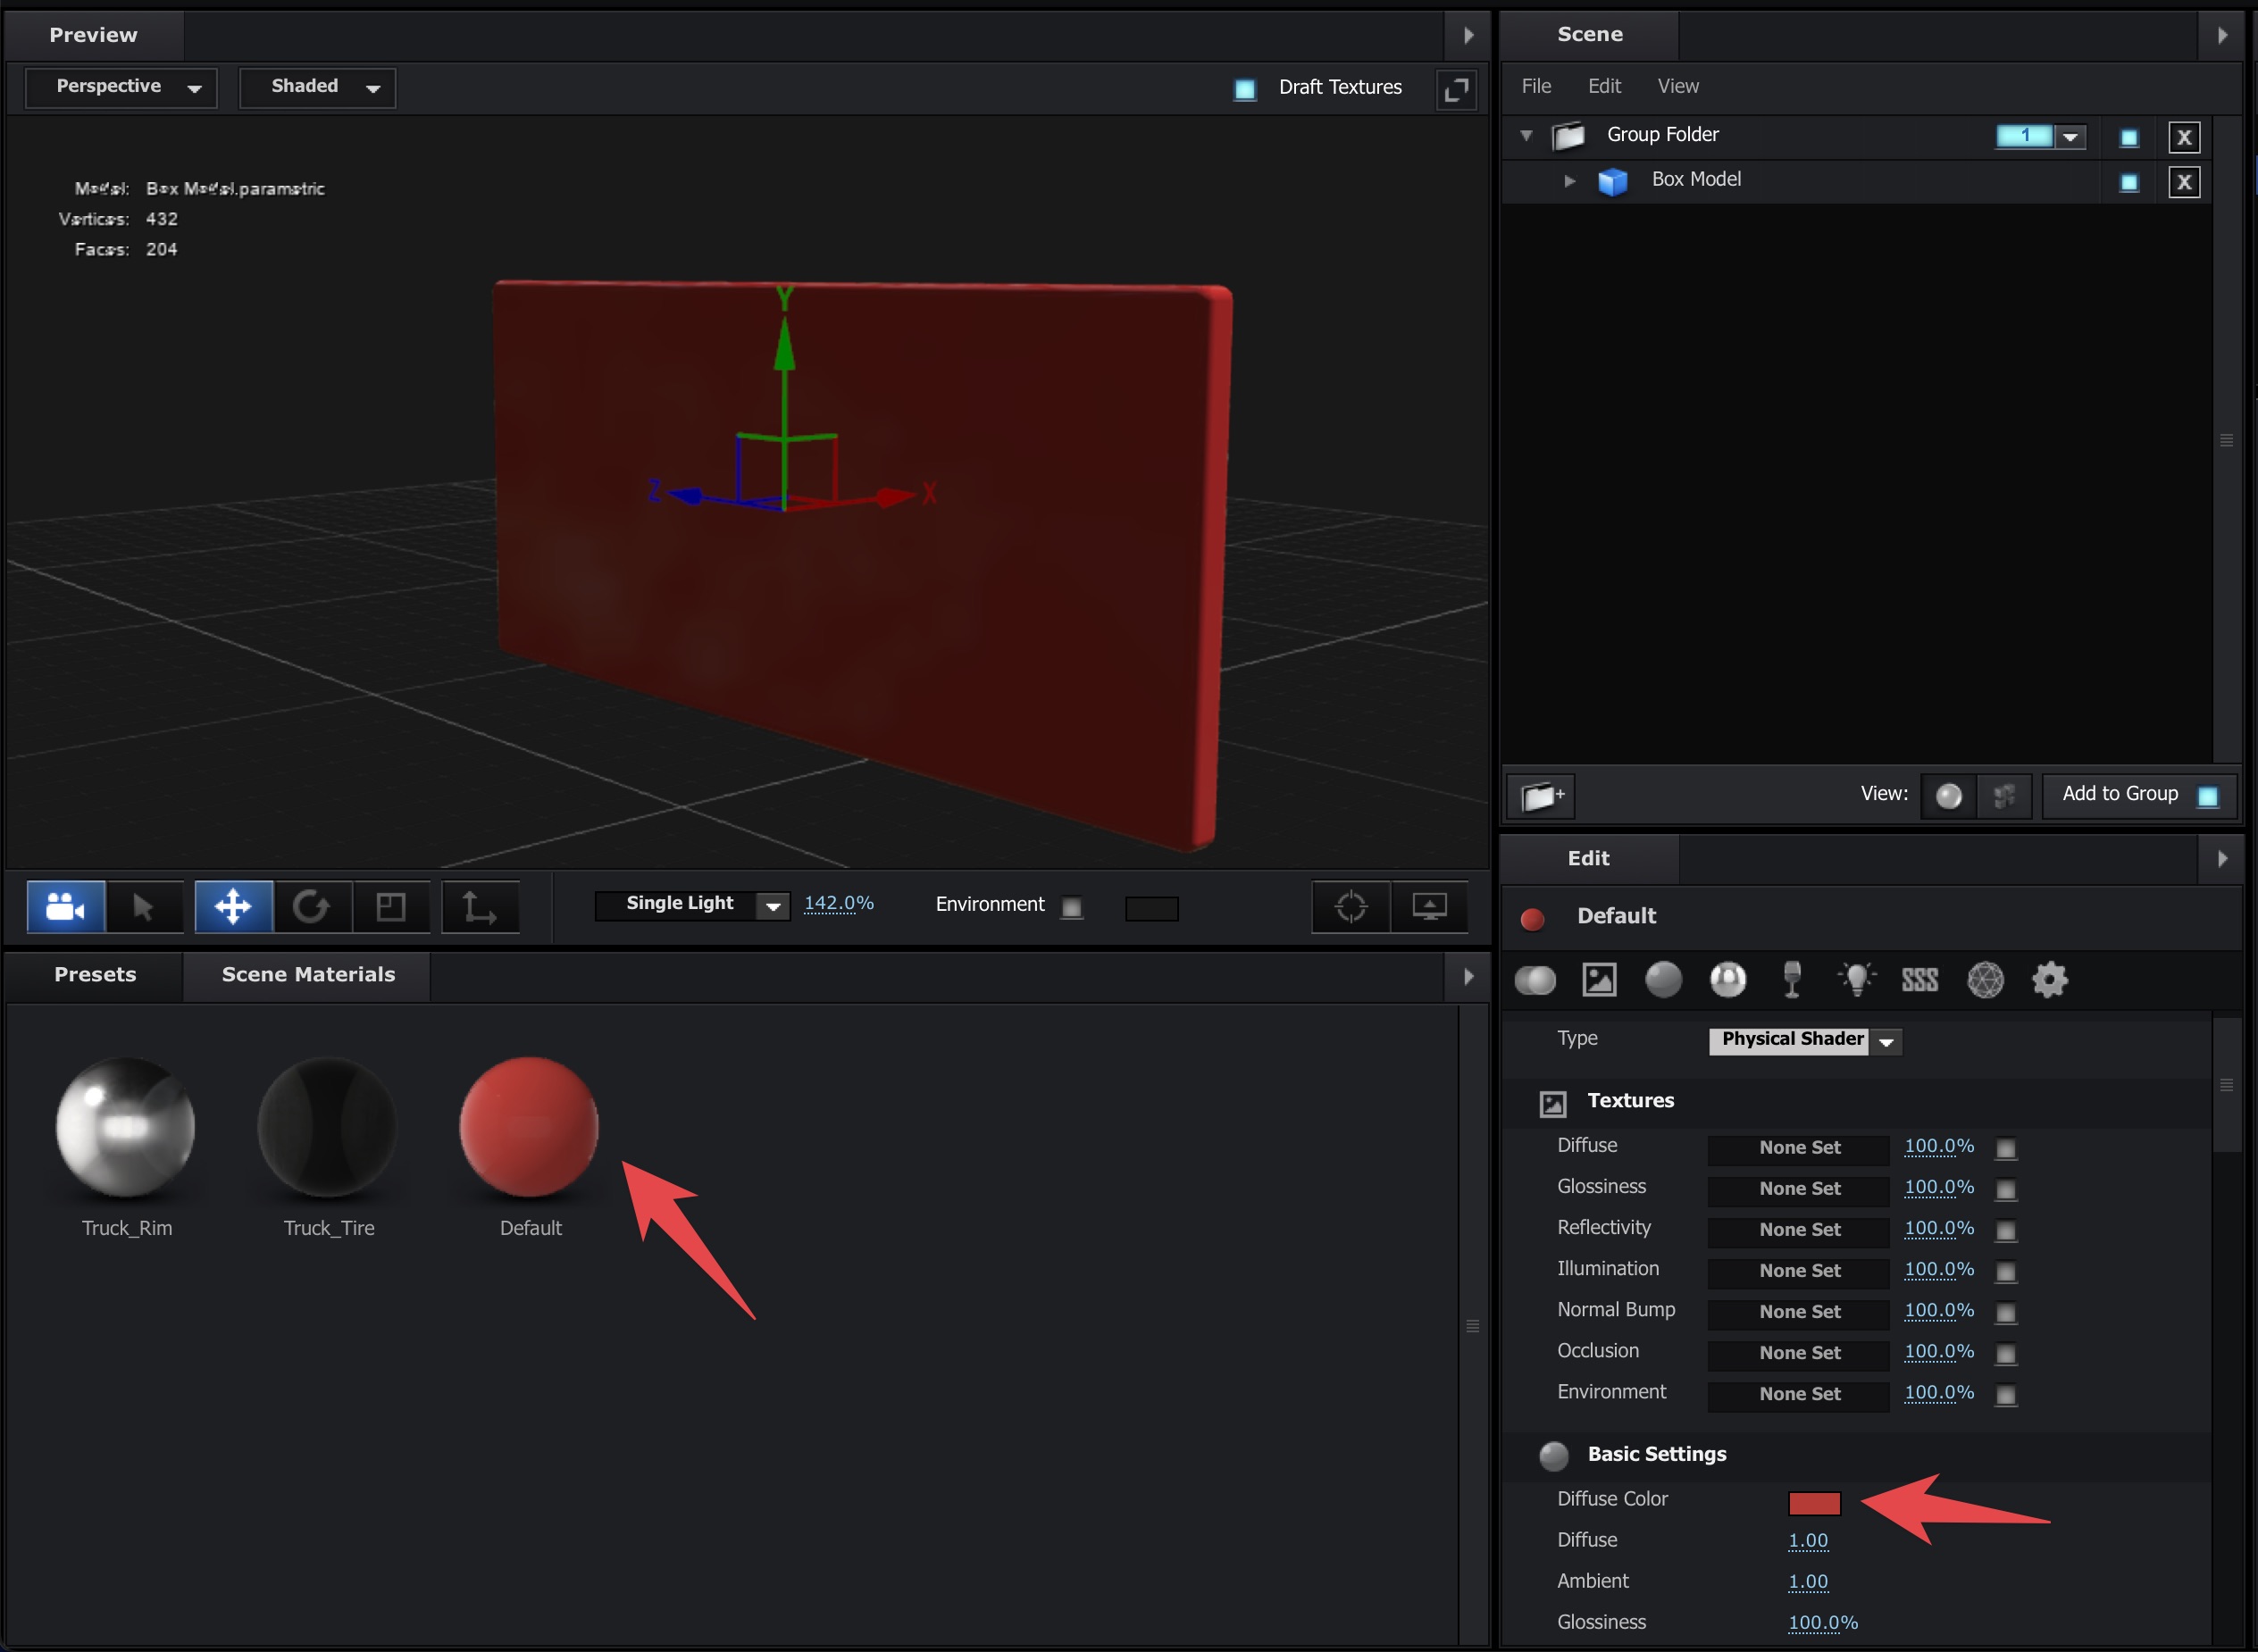 Preview
Perspective
Shaded
Draft Textures
Model: Box Model.parametric
Vertices: 432
Faces: 204
Y
Z
X
Single Light
142.0%
Environment
Presets
Scene Materials
Truck_Rim
Truck_Tire
Default
Scene
File Edit View
Group Folder
1
X
Box Model
X
View:
Add to Group
Edit
Default
SSS
Type
Physical Shader
Textures
Diffuse None Set 100.0%
Glossiness None Set 100.0%
Reflectivity None Set 100.0%
Illumination None Set 100.0%
Normal Bump None Set 100.0%
Occlusion None Set 100.0%
Environment None Set 100.0%
Basic Settings
Diffuse Color
Diffuse 1.00
Ambient 1.00
Glossiness 100.0%